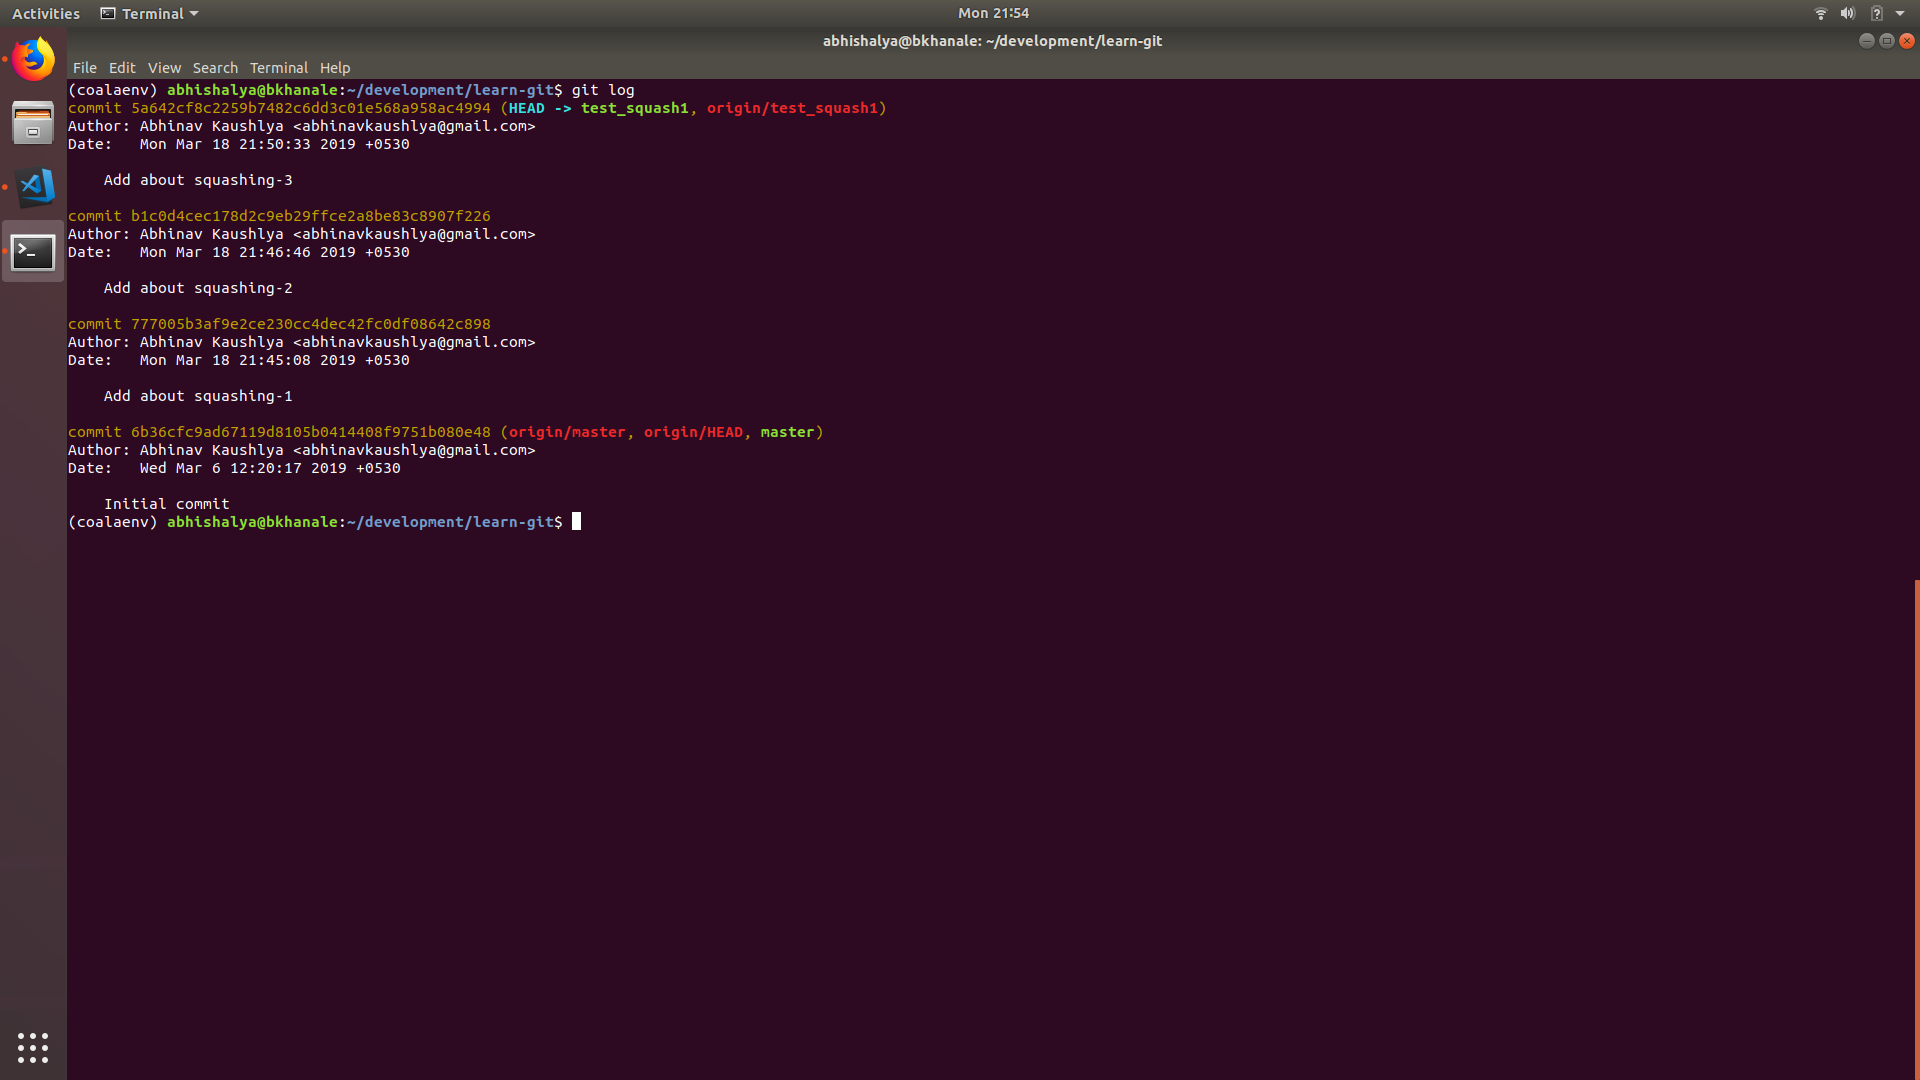 Activities Terminal Mon 21:54
abhishalya@bkhanale: ~/development/learn-git
File Edit View Search Terminal Help
(coalaenv) abhishalya@bkhanale:~/development/learn-git$ git log
commit 5a642cf8c2259b7482c6dd3c01e568a958ac4994 (HEAD -> test_squash1, origin/test_squash1)
Author: Abhinav Kaushlya <abhinavkaushlya@gmail.com>
Date:   Mon Mar 18 21:50:33 2019 +0530
    Add about squashing-3
commit b1c0d4cec178d2c9eb29ffce2a8be83c8907f226
Author: Abhinav Kaushlya <abhinavkaushlya@gmail.com>
Date:   Mon Mar 18 21:46:46 2019 +0530
    Add about squashing-2
commit 777005b3af9e2ce230cc4dec42fc0df08642c898
Author: Abhinav Kaushlya <abhinavkaushlya@gmail.com>
Date:   Mon Mar 18 21:45:08 2019 +0530
    Add about squashing-1
commit 6b36cfc9ad67119d8105b0414408f9751b080e48 (origin/master, origin/HEAD, master)
Author: Abhinav Kaushlya <abhinavkaushlya@gmail.com>
Date:   Wed Mar 6 12:20:17 2019 +0530
    Initial commit
(coalaenv) abhishalya@bkhanale:~/development/learn-git$